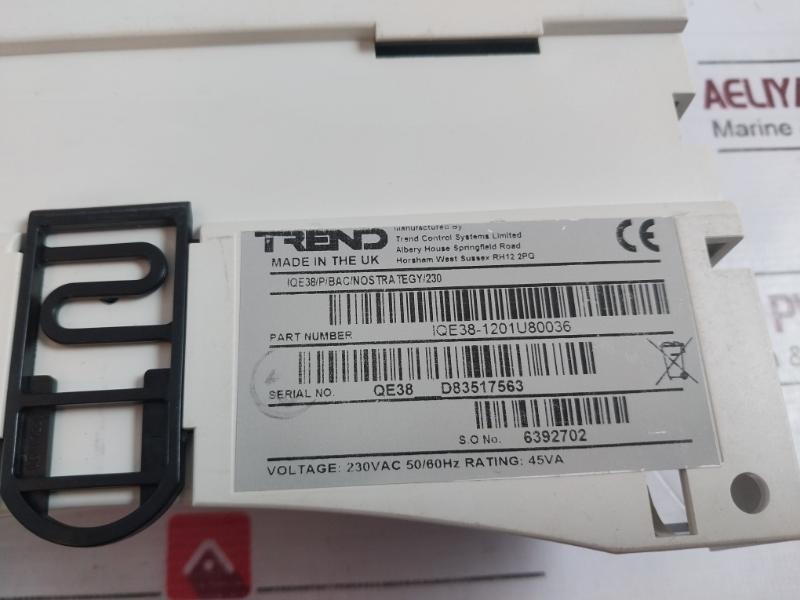 AELIYA
Marine
TREND
Manufactured By
Trend Control Systems Limited
Albery House Springfield Road
Horsham West Sussex RH12 2PQ
MADE IN THE UK
CE
IQE38/P/BAC/NOSTRATEGY/230
PART NUMBER IQE38-1201U80036
SERIAL NO. QE38 D83517563
S.O No. 6392702
VOLTAGE: 230VAC 50/60Hz RATING: 45VA